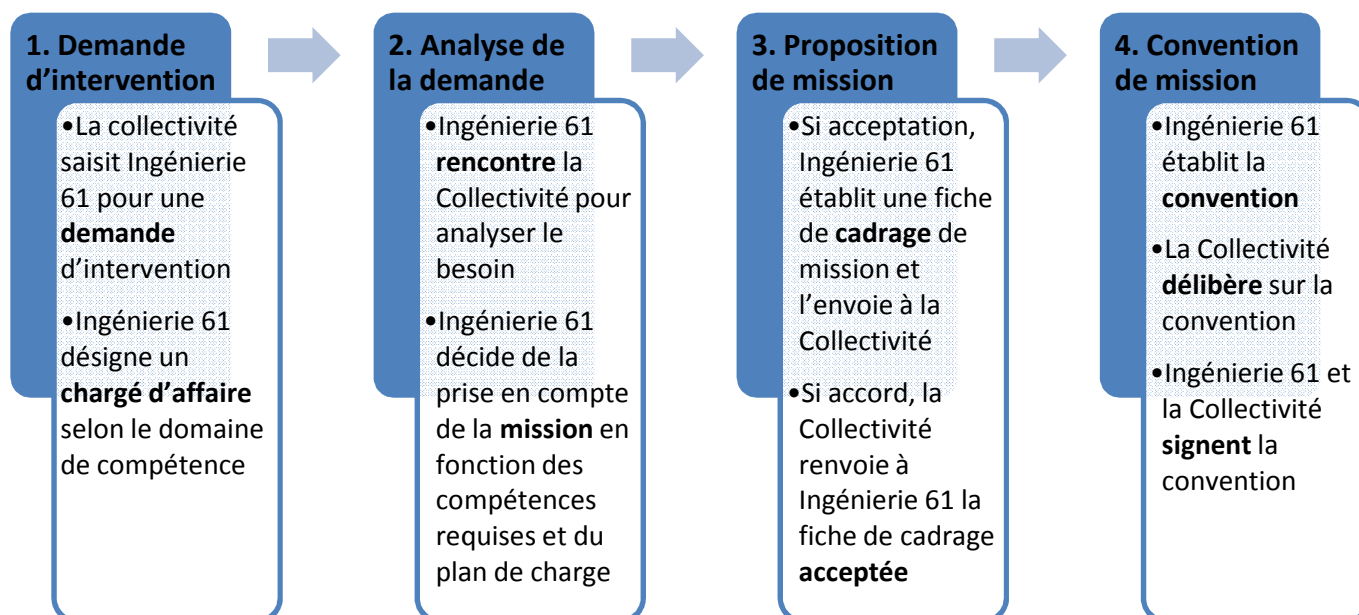 1. Demande
d’intervention
•La collectivité
saisit Ingénierie
61 pour une
demande
d’intervention
•Ingénierie 61
désigne un
chargé d’affaire
selon le domaine
de compétence
2. Analyse de
la demande
•Ingénierie 61
rencontre la
Collectivité pour
analyser le
besoin
•Ingénierie 61
décide de la
prise en compte
de la mission en
fonction des
compétences
requises et du
plan de charge
3. Proposition
de mission
•Si acceptation,
Ingénierie 61
établit une fiche
de cadrage de
mission et
l’envoie à la
Collectivité
•Si accord, la
Collectivité
renvoie à
Ingénierie 61 la
fiche de cadrage
acceptée
4. Convention
de mission
•Ingénierie 61
établit la
convention
•La Collectivité
délibère sur la
convention
•Ingénierie 61 et
la Collectivité
signent la
convention